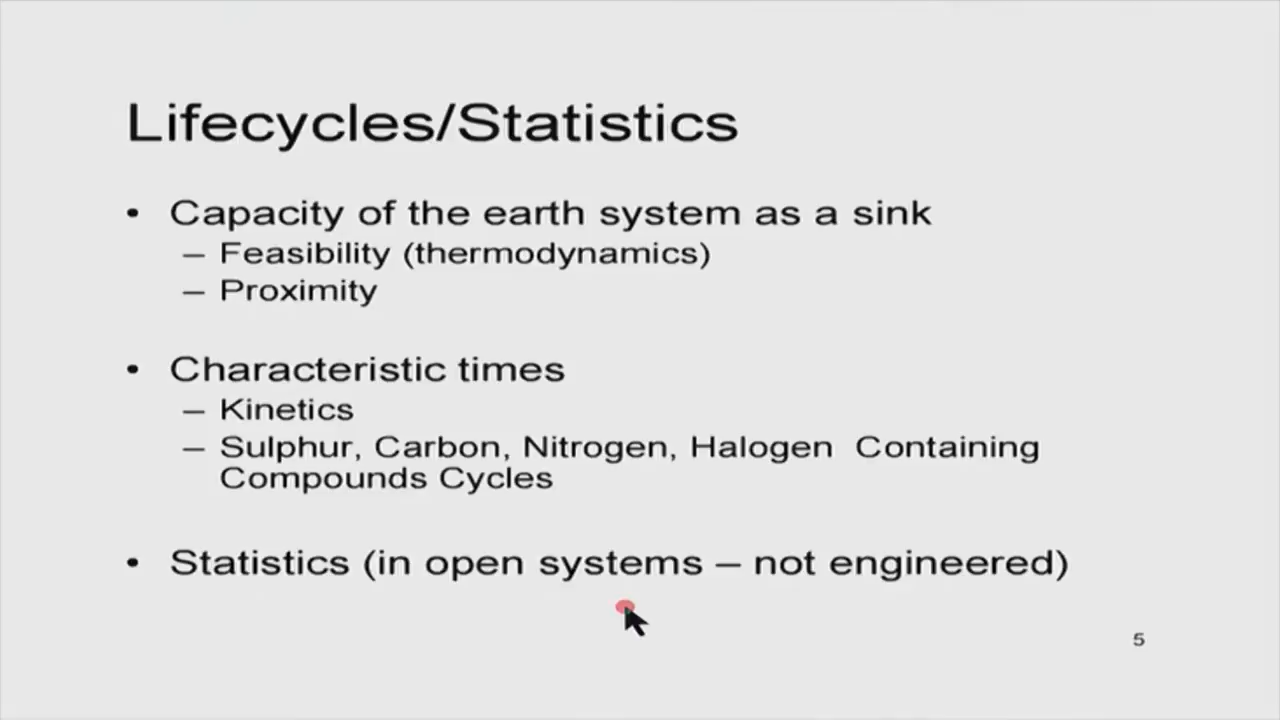 Lifecycles/Statistics
• Capacity of the earth system as a sink
– Feasibility (thermodynamics)
– Proximity
• Characteristic times
– Kinetics
– Sulphur, Carbon, Nitrogen, Halogen Containing
Compounds Cycles
• Statistics (in open systems – not engineered)
5